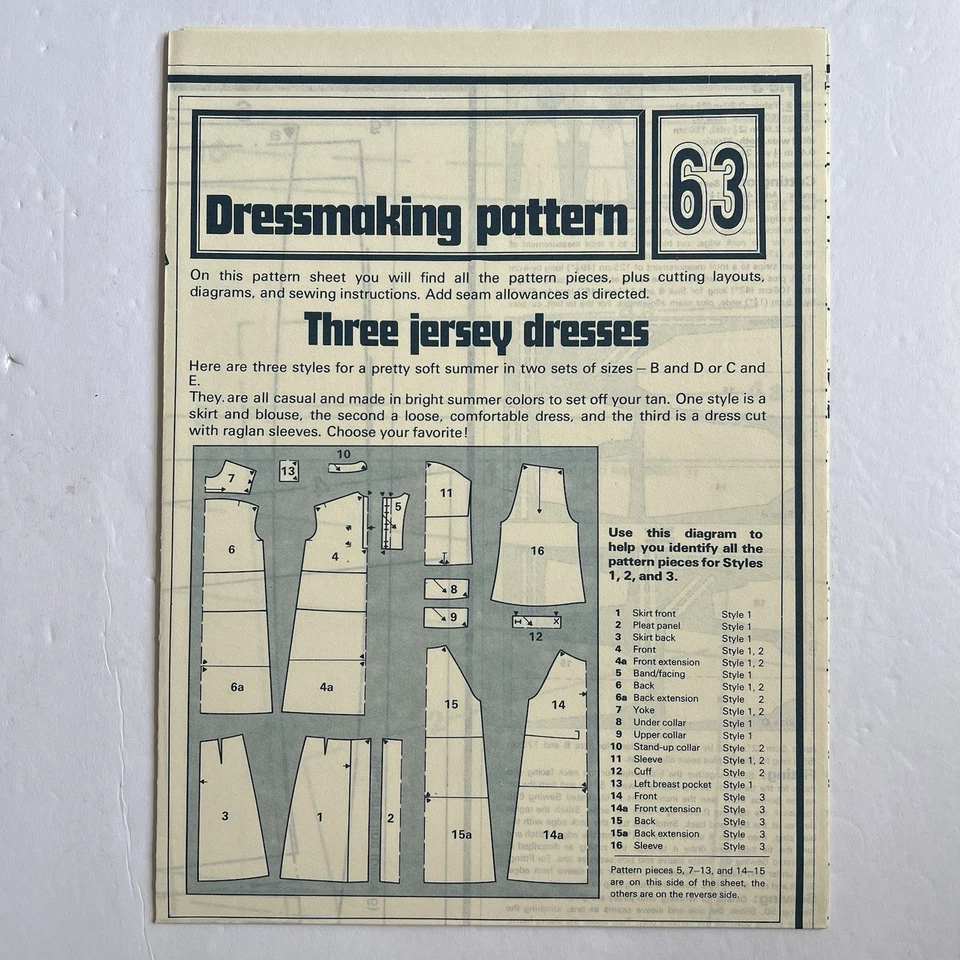 Dressmaking pattern
63
On this pattern sheet you will find all the pattern pieces, plus cutting layouts,
diagrams, and sewing instructions. Add seam allowances as directed.
Three jersey dresses
Here are three styles for a pretty soft summer in two sets of sizes – B and D or C and
E.
They are all casual and made in bright summer colors to set off your tan. One style is a
skirt and blouse, the second a loose, comfortable dress, and the third is a dress cut
with raglan sleeves. Choose your favorite!
10
7
13
11
5
6
4
16
8
9
12
6a
4a
15
14
3
1
2
15a
14a
Use this diagram to
help you identify all the
pattern pieces for Styles
1, 2, and 3.
1 Skirt front Style 1
2 Pleat panel Style 1
3 Skirt back Style 1
4 Front Style 1, 2
4a Front extension Style 1, 2
5 Band/facing Style 1
6 Back Style 1, 2
6a Back extension Style 2
7 Yoke Style 1, 2
8 Under collar Style 1
9 Upper collar Style 1
10 Stand-up collar Style 2
11 Sleeve Style 1, 2
12 Cuff Style 2
13 Left breast pocket Style 1
14 Front Style 3
14a Front extension Style 3
15 Back Style 3
15a Back extension Style 3
16 Sleeve Style 3
Pattern pieces 5, 7–13, and 14–15
are on this side of the sheet, the
others are on the reverse side.